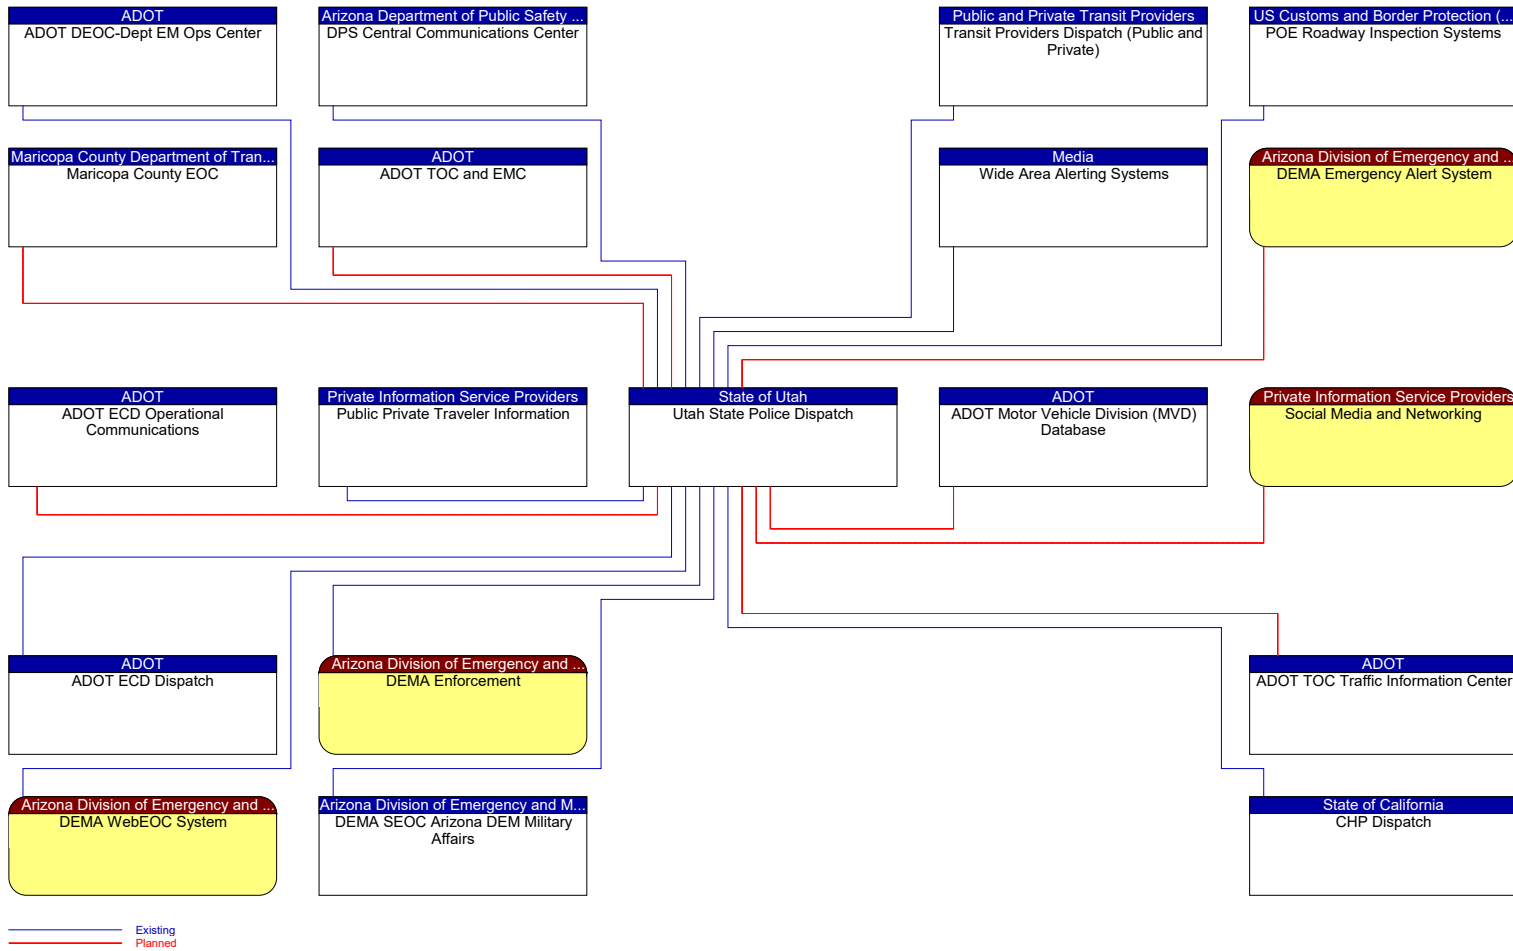 ADOT
ADOT DEOC-Dept EM Ops Center
Arizona Department of Public Safety ...
DPS Central Communications Center
Public and Private Transit Providers
Transit Providers Dispatch (Public and
Private)
US Customs and Border Protection (...
POE Roadway Inspection Systems
Maricopa County Department of Tran...
Maricopa County EOC
ADOT
ADOT TOC and EMC
Media
Wide Area Alerting Systems
Arizona Division of Emergency and ...
DEMA Emergency Alert System
ADOT
ADOT ECD Operational
Communications
Private Information Service Providers
Public Private Traveler Information
State of Utah
Utah State Police Dispatch
ADOT
ADOT Motor Vehicle Division (MVD)
Database
Private Information Service Providers
Social Media and Networking
ADOT
ADOT ECD Dispatch
Arizona Division of Emergency and ...
DEMA Enforcement
ADOT
ADOT TOC Traffic Information Center
Arizona Division of Emergency and ...
DEMA WebEOC System
Arizona Division of Emergency and M...
DEMA SEOC Arizona DEM Military
Affairs
State of California
CHP Dispatch
Existing
Planned